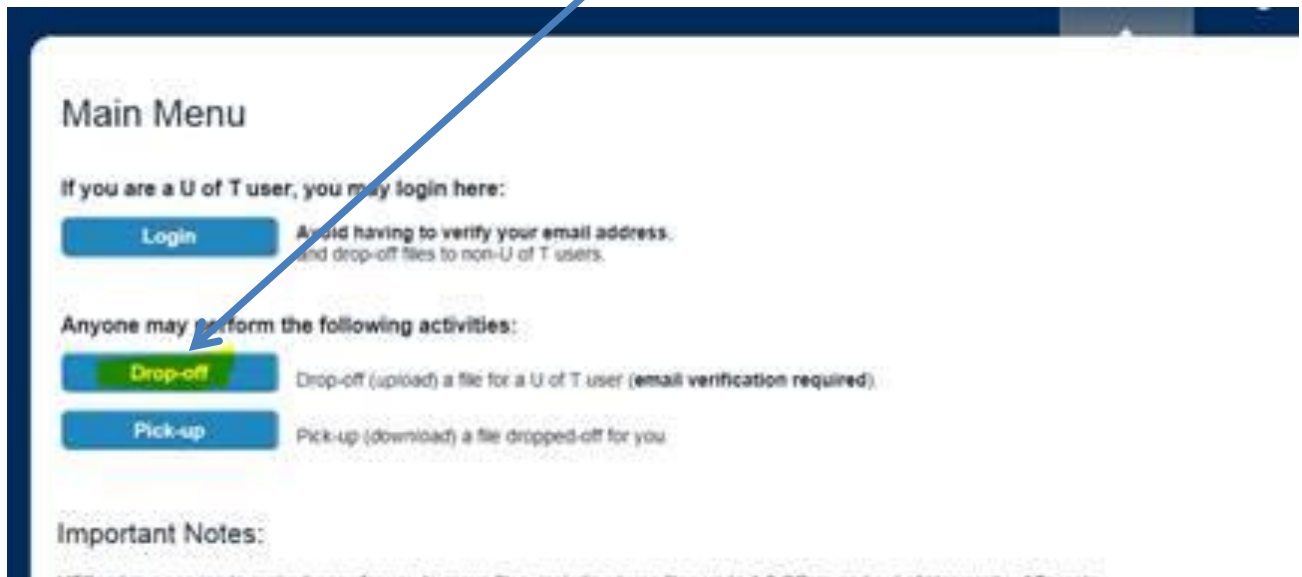 Main Menu
If you are a U of T user, you may login here:
Login
Avoid having to verify your email address.
and drop-off files to non-U of T users.
Anyone may perform the following activities:
Drop-off
Drop-off (upload) a file for a U of T user (email verification required).
Pick-up
Pick-up (download) a file dropped-off for you
Important Notes: